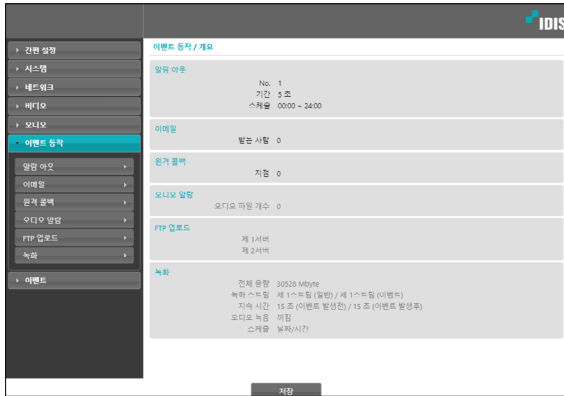 IDIS
간편 설정
시스템
네트워크
비디오
오디오
이벤트 동작
알람 아웃
이메일
원격 콜백
오디오 알람
FTP 업로드
녹화
이벤트
이벤트 동작 / 개요
알람 아웃
No. 1
기간 5 초
스케쥴 00:00 ~ 24:00
이메일
받는 사람 0
원격 콜백
지점 0
오디오 알람
오디오 파일 개수 0
FTP 업로드
제 1서버
제 2서버
녹화
전체 용량 30528 Mbyte
녹화 스트림 제 1스트림 (일반) / 제 1스트림 (이벤트)
지속 시간 15 초 (이벤트 발생전) / 15 초 (이벤트 발생후)
오디오 녹음 꺼짐
스케쥴 날짜/시간
저장